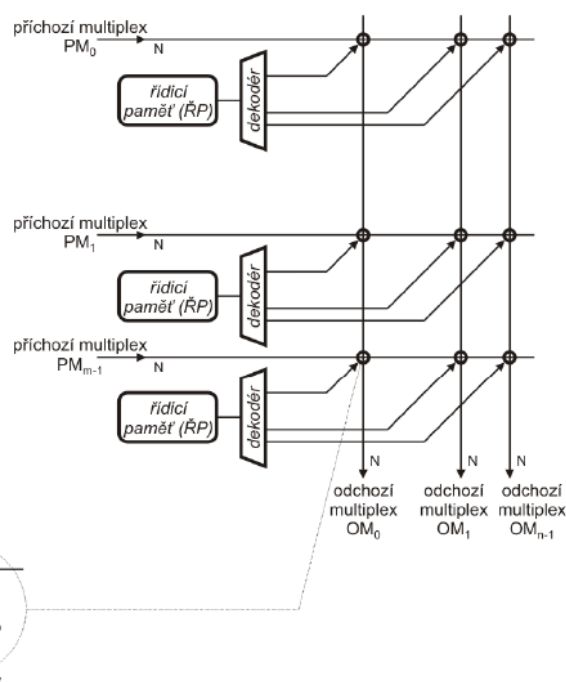 příchozí multiplex
PM0
N
řídicí
paměť (ŘP)
dekodér
příchozí multiplex
PM1
N
řídicí
paměť (ŘP)
dekodér
příchozí multiplex
PMm-1
N
řídicí
paměť (ŘP)
dekodér
N
N
N
odchozí
multiplex
OM0
odchozí
multiplex
OM1
odchozí
multiplex
OMn-1